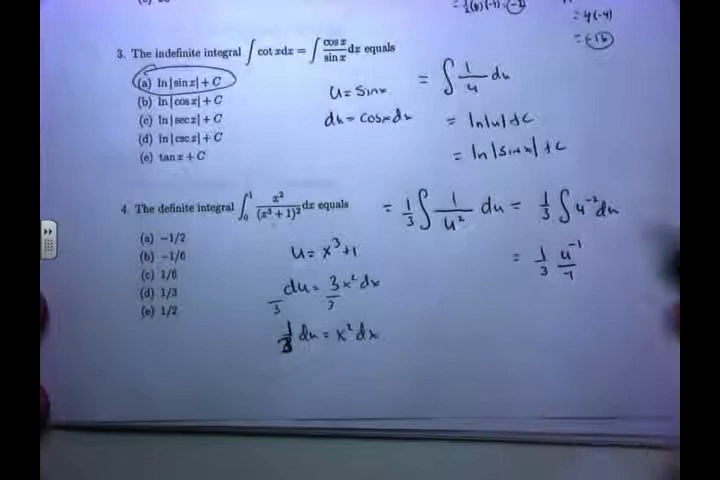 = 4(-4)
= -16
3. The indefinite integral ∫ cot x dx = ∫ cos x / sin x dx equals
(a) ln|sin x| + C
(b) ln|cos x| + C
(c) ln|sec x| + C
(d) ln|csc x| + C
(e) tan x + C
u = sin x
du = cos x dx
= ∫ 1/u du
= ln|u| + C
= ln|sin x| + C
4. The definite integral ∫₀¹ x²/(x³ + 1)² dx equals
(a) −1/2
(b) −1/6
(c) 1/6
(d) 1/3
(e) 1/2
= 1/3 ∫ 1/u² du = 1/3 ∫ u⁻² du
= 1/3 u⁻¹/-1
u = x³ + 1
du/3 = 3x² dx/3
1/3 du = x² dx